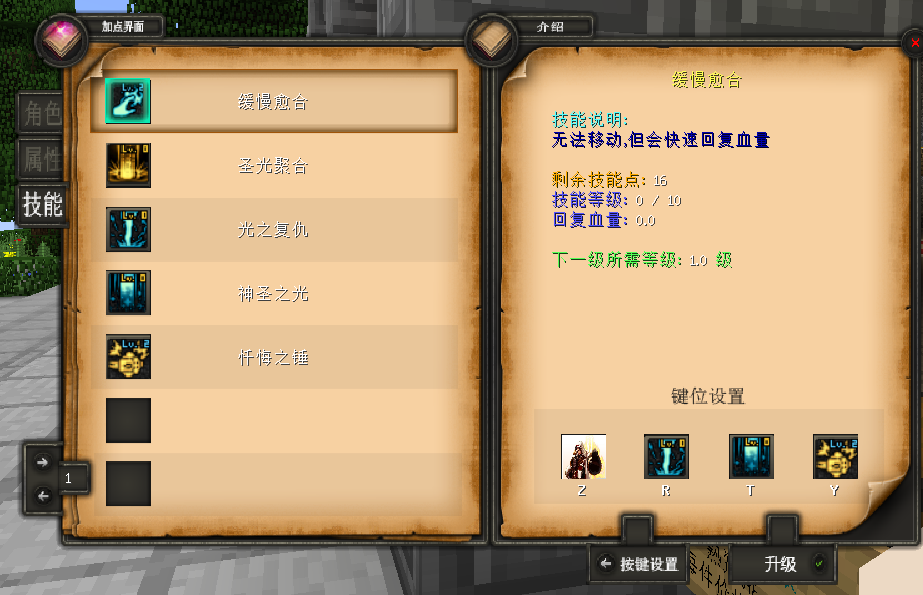 加点界面
介绍
角色
属性
技能
缓慢愈合
圣光聚合
光之复仇
神圣之光
忏悔之锤
1
缓慢愈合
技能说明:
无法移动,但会快速回复血量
剩余技能点: 16
技能等级: 0 / 10
回复血量: 0.0
下一级所需等级: 1.0 级
键位设置
Z
R
T
Y
按键设置
升级